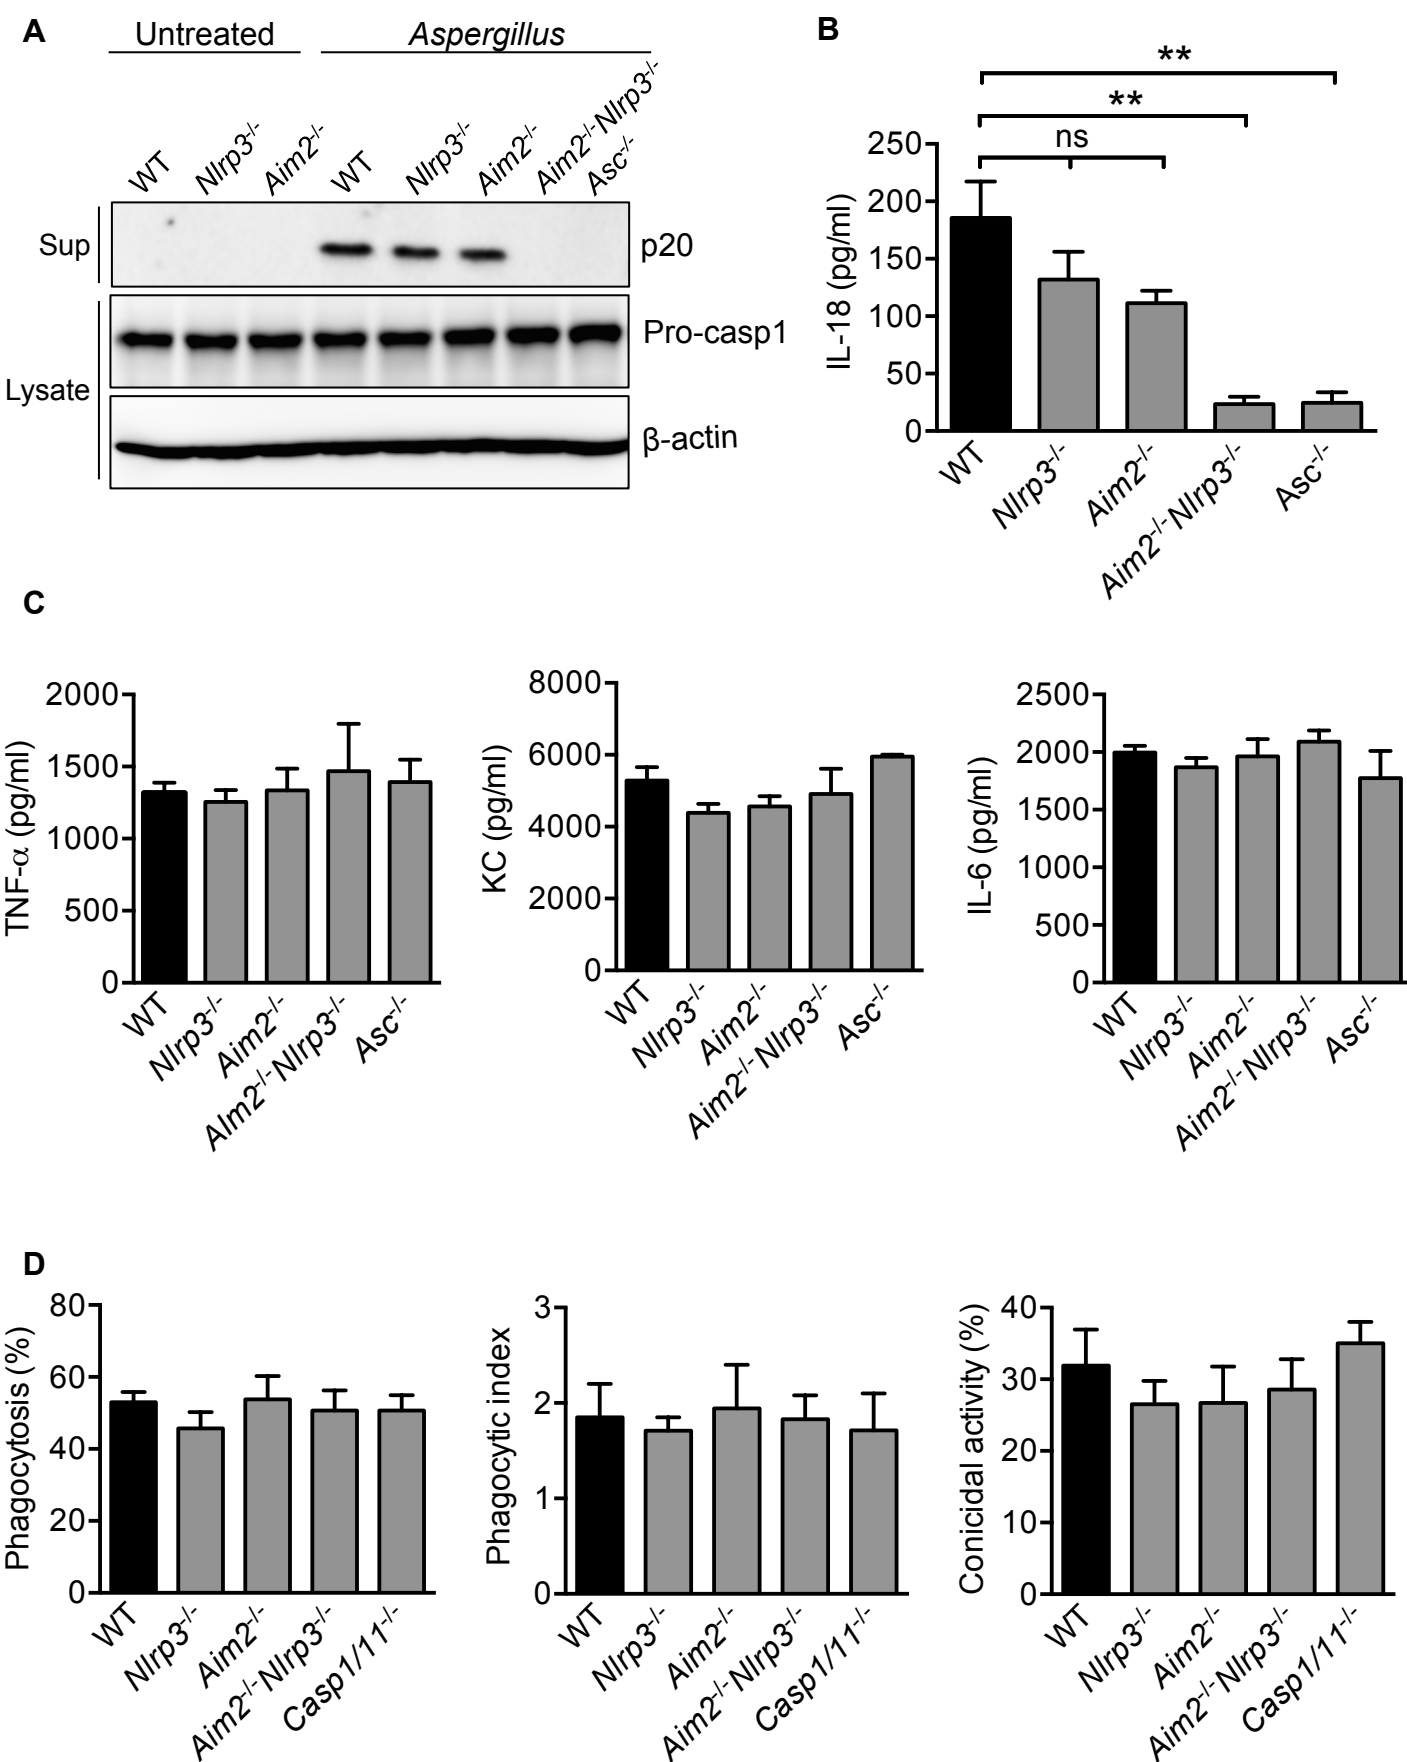 A
Untreated Aspergillus
WT Nlrp3-/- Aim2-/- WT Nlrp3-/- Aim2-/- Aim2-/-Nlrp3-/- Asc-/-
Sup p20
Pro-casp1
Lysate
β-actin
B
**
**
ns
IL-18 (pg/ml)
250
200
150
100
50
0
WT Nlrp3-/- Aim2-/- Aim2-/-Nlrp3-/- Asc-/-
C
TNF-α (pg/ml)
2000
1500
1000
500
0
WT Nlrp3-/- Aim2-/- AIm2-/-Nlrp3-/- Asc-/-
KC (pg/ml)
8000
6000
4000
2000
0
WT Nlrp3-/- Aim2-/- Aim2-/-Nlrp3-/- Asc-/-
IL-6 (pg/ml)
2500
2000
1500
1000
500
0
WT Nlrp3-/- Aim2-/- Aim2-/-Nlrp3-/- Asc-/-
D
Phagocytosis (%)
80
60
40
20
0
WT Nlrp3-/- Aim2-/- Aim2-/-Nlrp3-/- Casp1/11-/-
Phagocytic index
3
2
1
0
WT Nlrp3-/- Aim2-/- Aim2-/-Nlrp3-/- Casp1/11-/-
Conicidal activity (%)
40
30
20
10
0
WT Nlrp3-/- Aim2-/- Aim2-/-Nlrp3-/- Casp1/11-/-